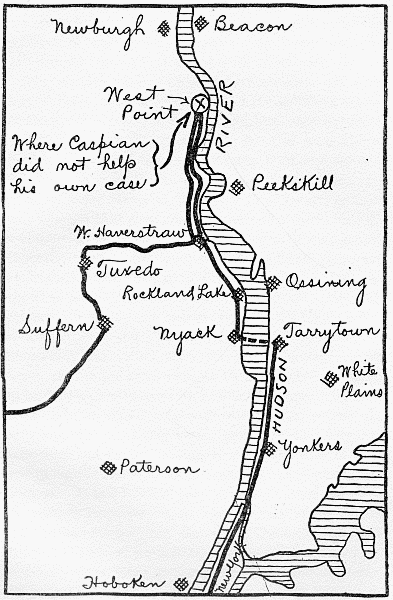 Newburgh
Beacon
West
Point
RIVER
Where Caspian
did not help
his own case
Peekskill
W. Haverstraw
Tuxedo
Rockland Lake
Ossining
Suffern
Nyack
Tarrytown
HUDSON
White
Plains
Yonkers
Paterson
New York
Hoboken